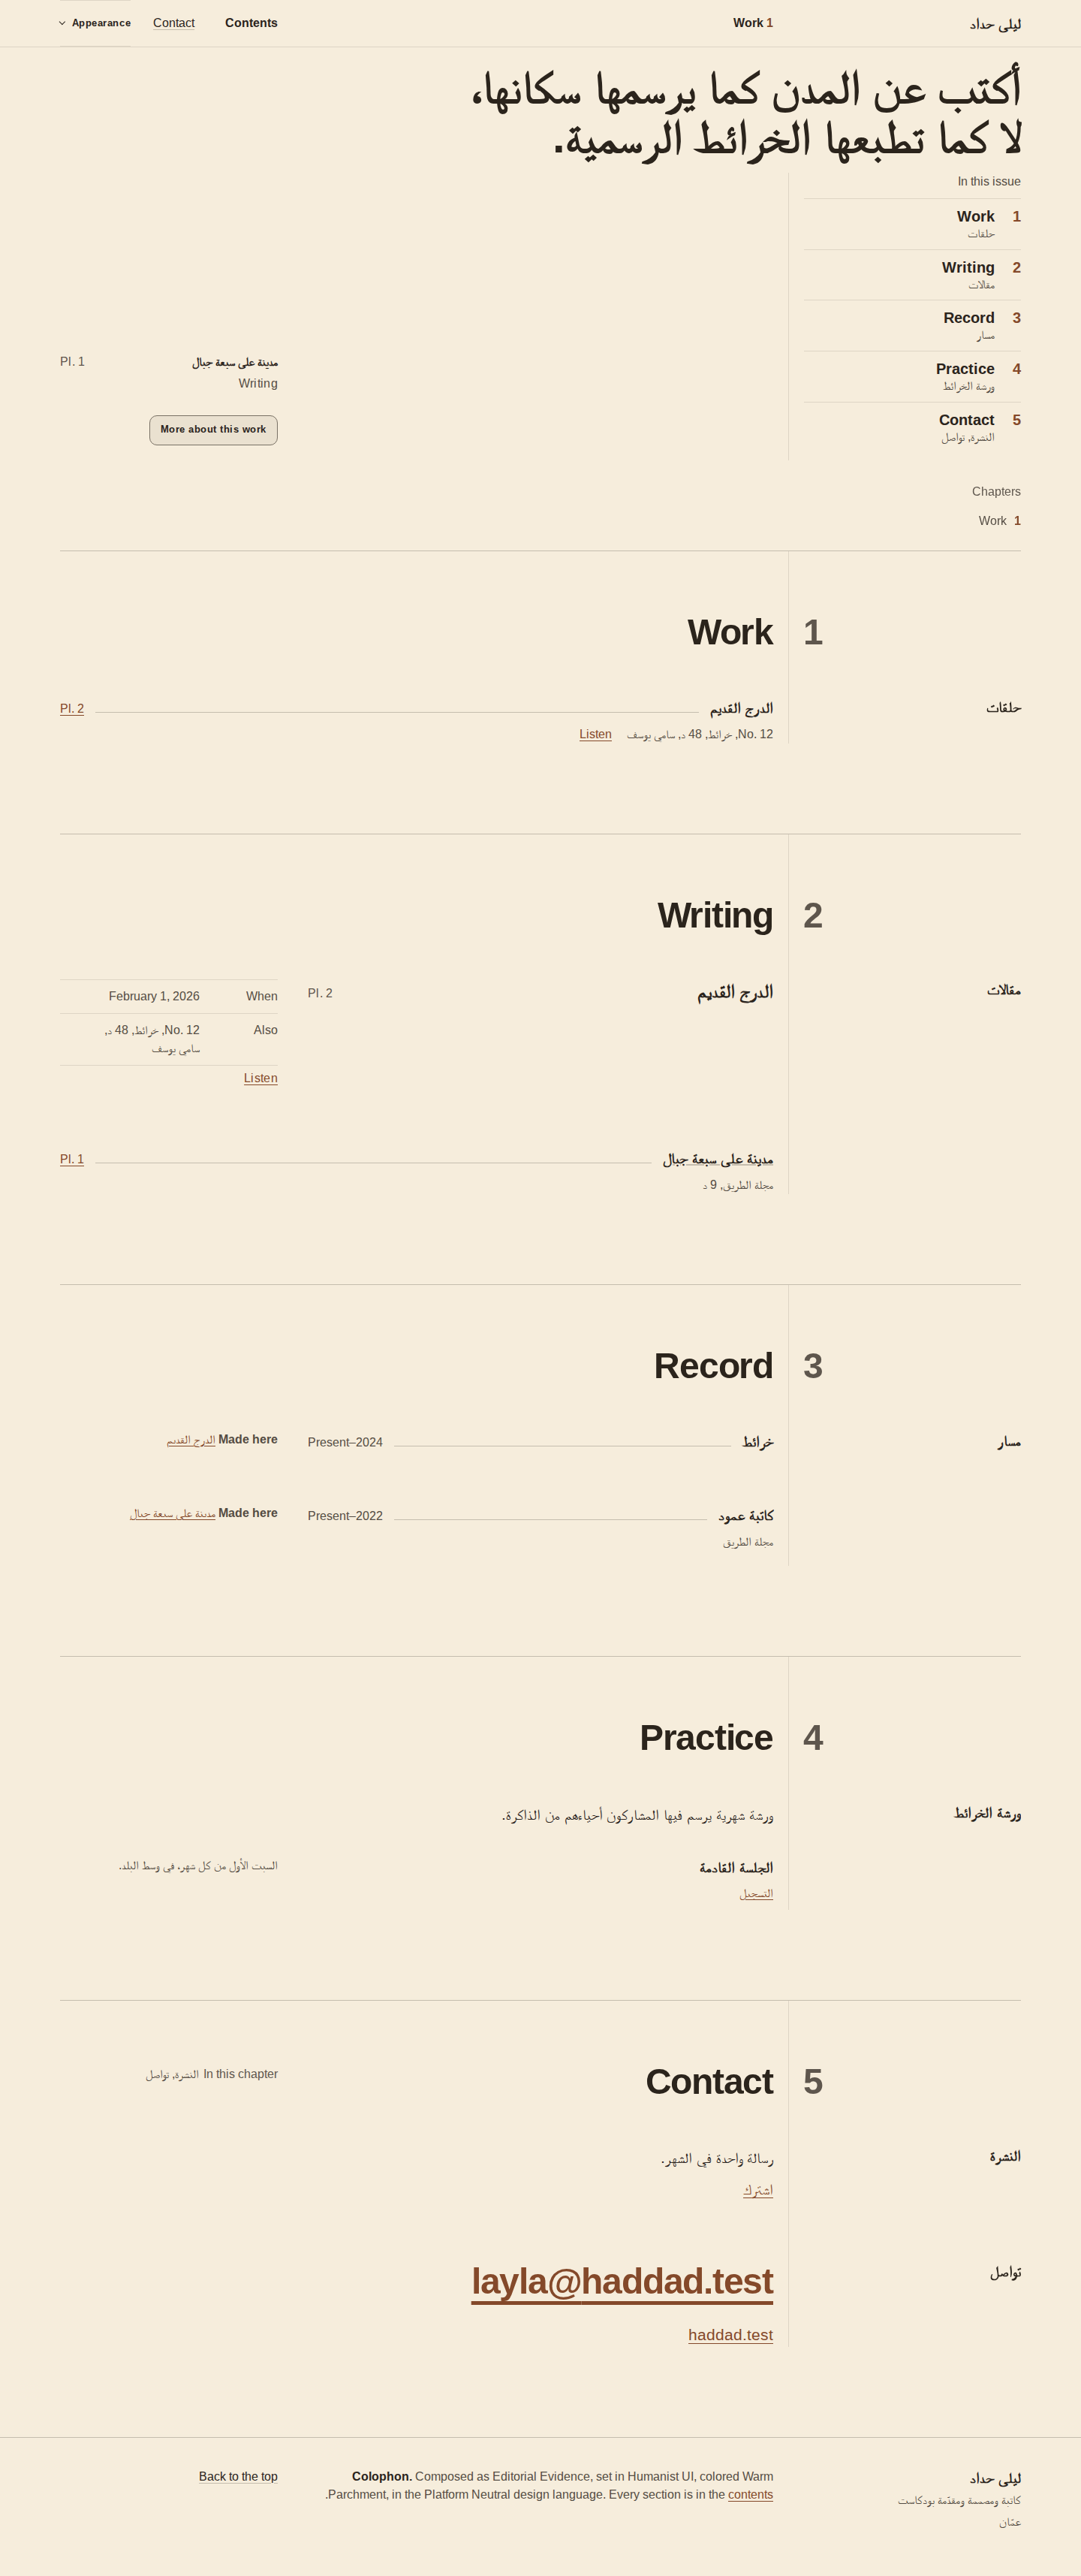 ليلى حداد
Work 1
Contents
Contact
Appearance
أكتب عن المدن كما يرسمها سكانها،
لا كما تطبعها الخرائط الرسمية.
In this issue
1 Work
حلقات
2 Writing
مقالات
3 Record
مسار
4 Practice
ورشة الخرائط
5 Contact
النشرة, تواصل
مدينة على سبعة جبال
Pl. 1
Writing
More about this work
Chapters
1 Work
1 Work
حلقات
الدرج القديم
Pl. 2
No. 12, خرائط, 48 د, سامي يوسف Listen
2 Writing
مقالات
الدرج القديم
Pl. 2
When February 1, 2026
Also No. 12, خرائط, 48 د,
سامي يوسف
Listen
مدينة على سبعة جبال
Pl. 1
مجلة الطريق, 9 د
3 Record
مسار
خرائط
2024–Present
Made here الدرج القديم
كاتبة عمود
2022–Present
Made here مدينة على سبعة جبال
مجلة الطريق
4 Practice
ورشة الخرائط
ورشة شهرية يرسم فيها المشاركون أحياءهم من الذاكرة.
الجلسة القادمة
السبت الأول من كل شهر، في وسط البلد.
التسجيل
5 Contact
In this chapter النشرة, تواصل
النشرة
رسالة واحدة في الشهر.
اشترك
تواصل
layla@haddad.test
haddad.test
ليلى حداد
كاتبة ومصممة ومقدّمة بودكاست
عمّان
Colophon. Composed as Editorial Evidence, set in Humanist UI, colored Warm
Parchment, in the Platform Neutral design language. Every section is in the contents.
Back to the top